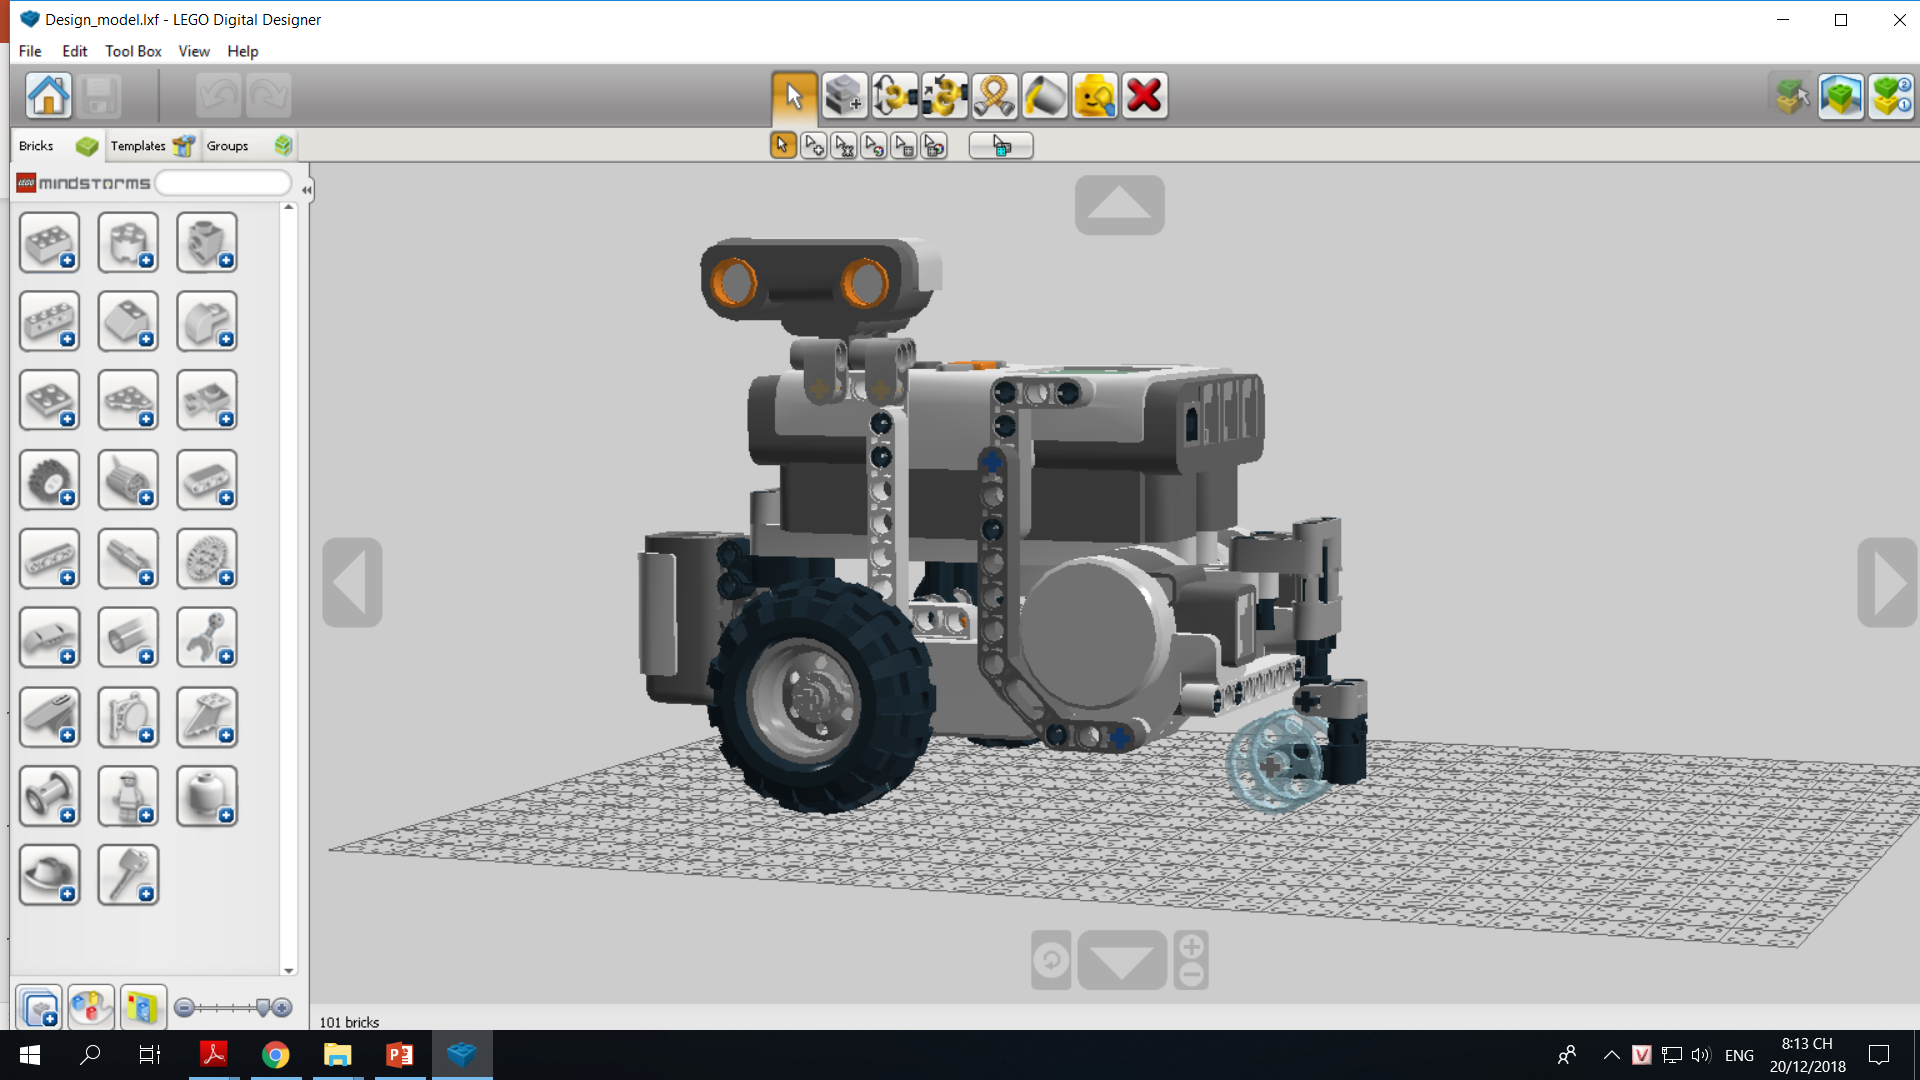 Design_model.lxf - LEGO Digital Designer
File Edit Tool Box View Help
Bricks Templates Groups
LEGO mindstorms
101 bricks
ENG
8:13 CH
20/12/2018